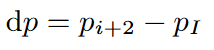 dp = p_{i+2} − p_I